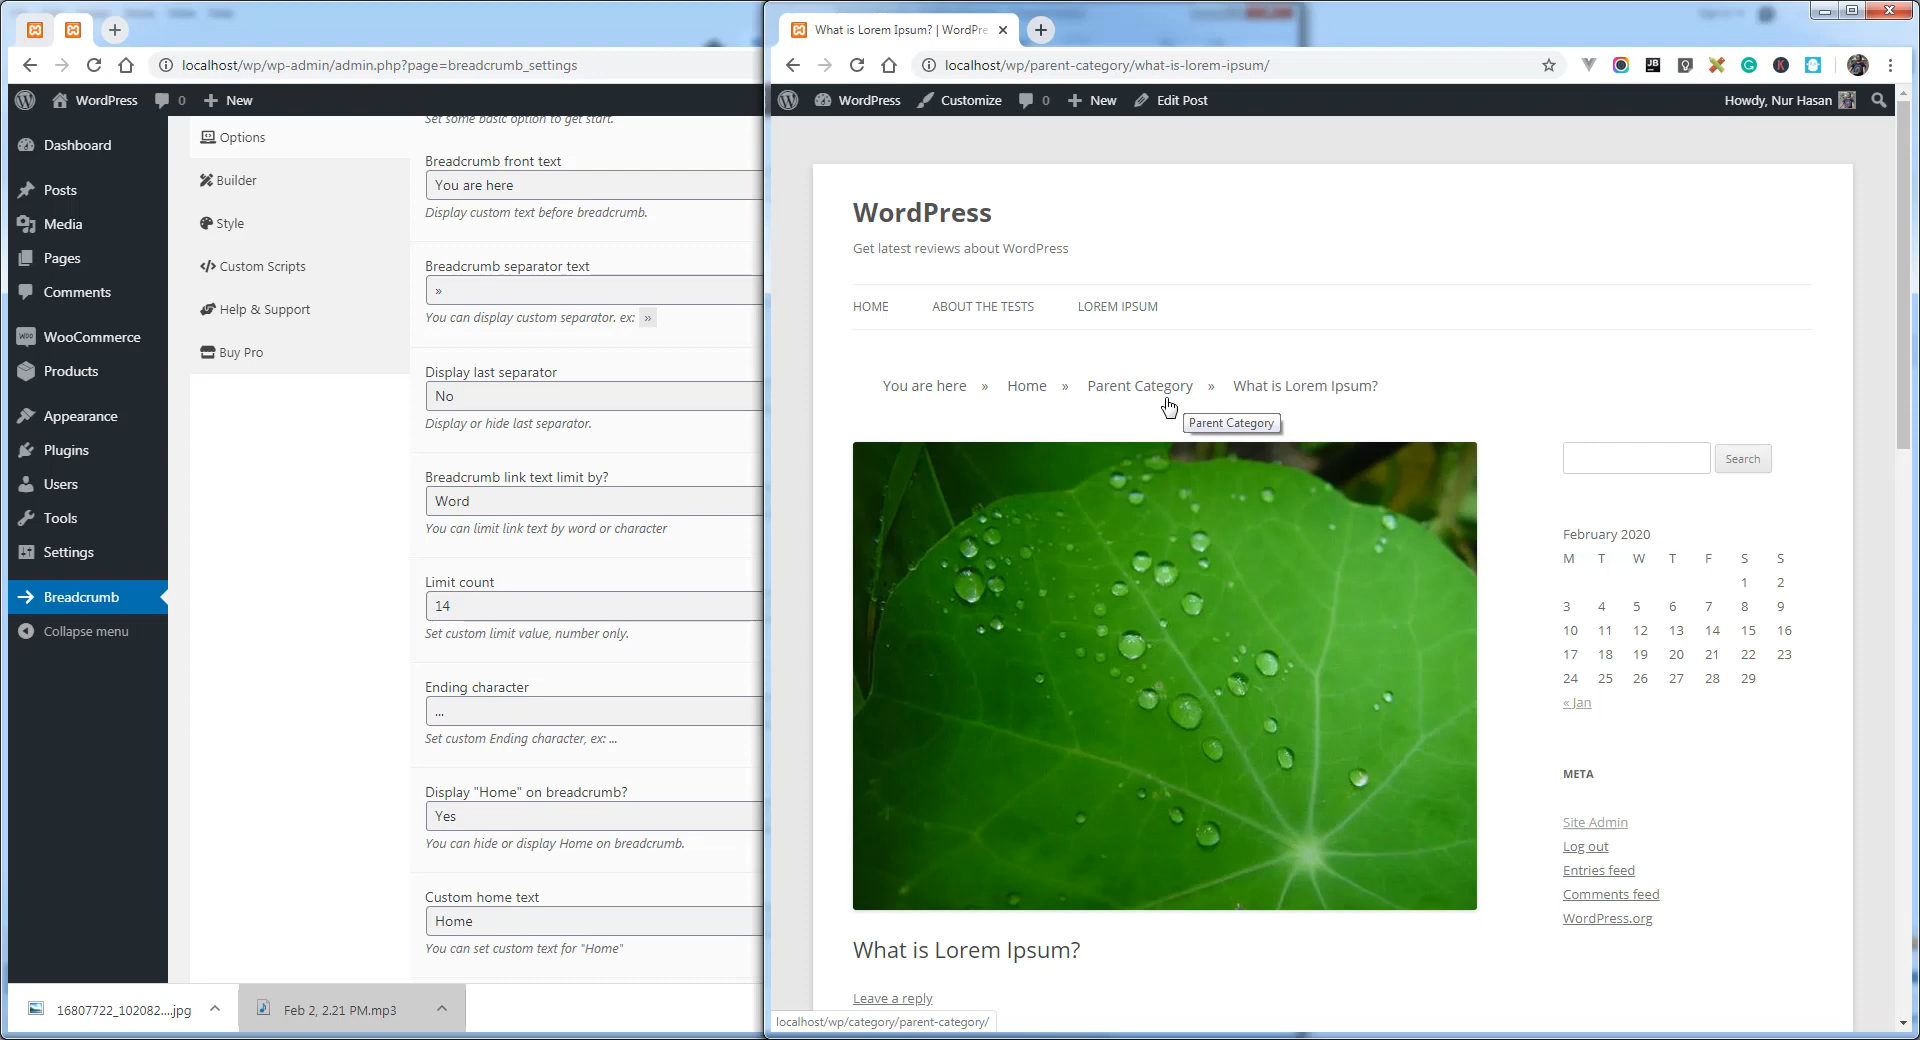 localhost/wp/wp-admin/admin.php?page=breadcrumb_settings
WordPress
0
New
Dashboard
Posts
Media
Pages
Comments
WooCommerce
Products
Appearance
Plugins
Users
Tools
Settings
Breadcrumb
Collapse menu
Options
Builder
Style
Custom Scripts
Help & Support
Buy Pro
Set some basic option to get start.
Breadcrumb front text
You are here
Display custom text before breadcrumb.
Breadcrumb separator text
»
You can display custom separator. ex: »
Display last separator
No
Display or hide last separator.
Breadcrumb link text limit by?
Word
You can limit link text by word or character
Limit count
14
Set custom limit value, number only.
Ending character
...
Set custom Ending character, ex: ...
Display "Home" on breadcrumb?
Yes
You can hide or display Home on breadcrumb.
Custom home text
Home
You can set custom text for "Home"
16807722_102082....jpg
Feb 2, 2.21 PM.mp3
What is Lorem Ipsum? | WordPre
localhost/wp/parent-category/what-is-lorem-ipsum/
WordPress Customize 0 New Edit Post Howdy, Nur Hasan
WordPress
Get latest reviews about WordPress
HOME ABOUT THE TESTS LOREM IPSUM
You are here » Home » Parent Category » What is Lorem Ipsum?
Parent Category
What is Lorem Ipsum?
Leave a reply
localhost/wp/category/parent-category/
Search
February 2020
M T W T F S S
1 2
3 4 5 6 7 8 9
10 11 12 13 14 15 16
17 18 19 20 21 22 23
24 25 26 27 28 29
« Jan
META
Site Admin
Log out
Entries feed
Comments feed
WordPress.org